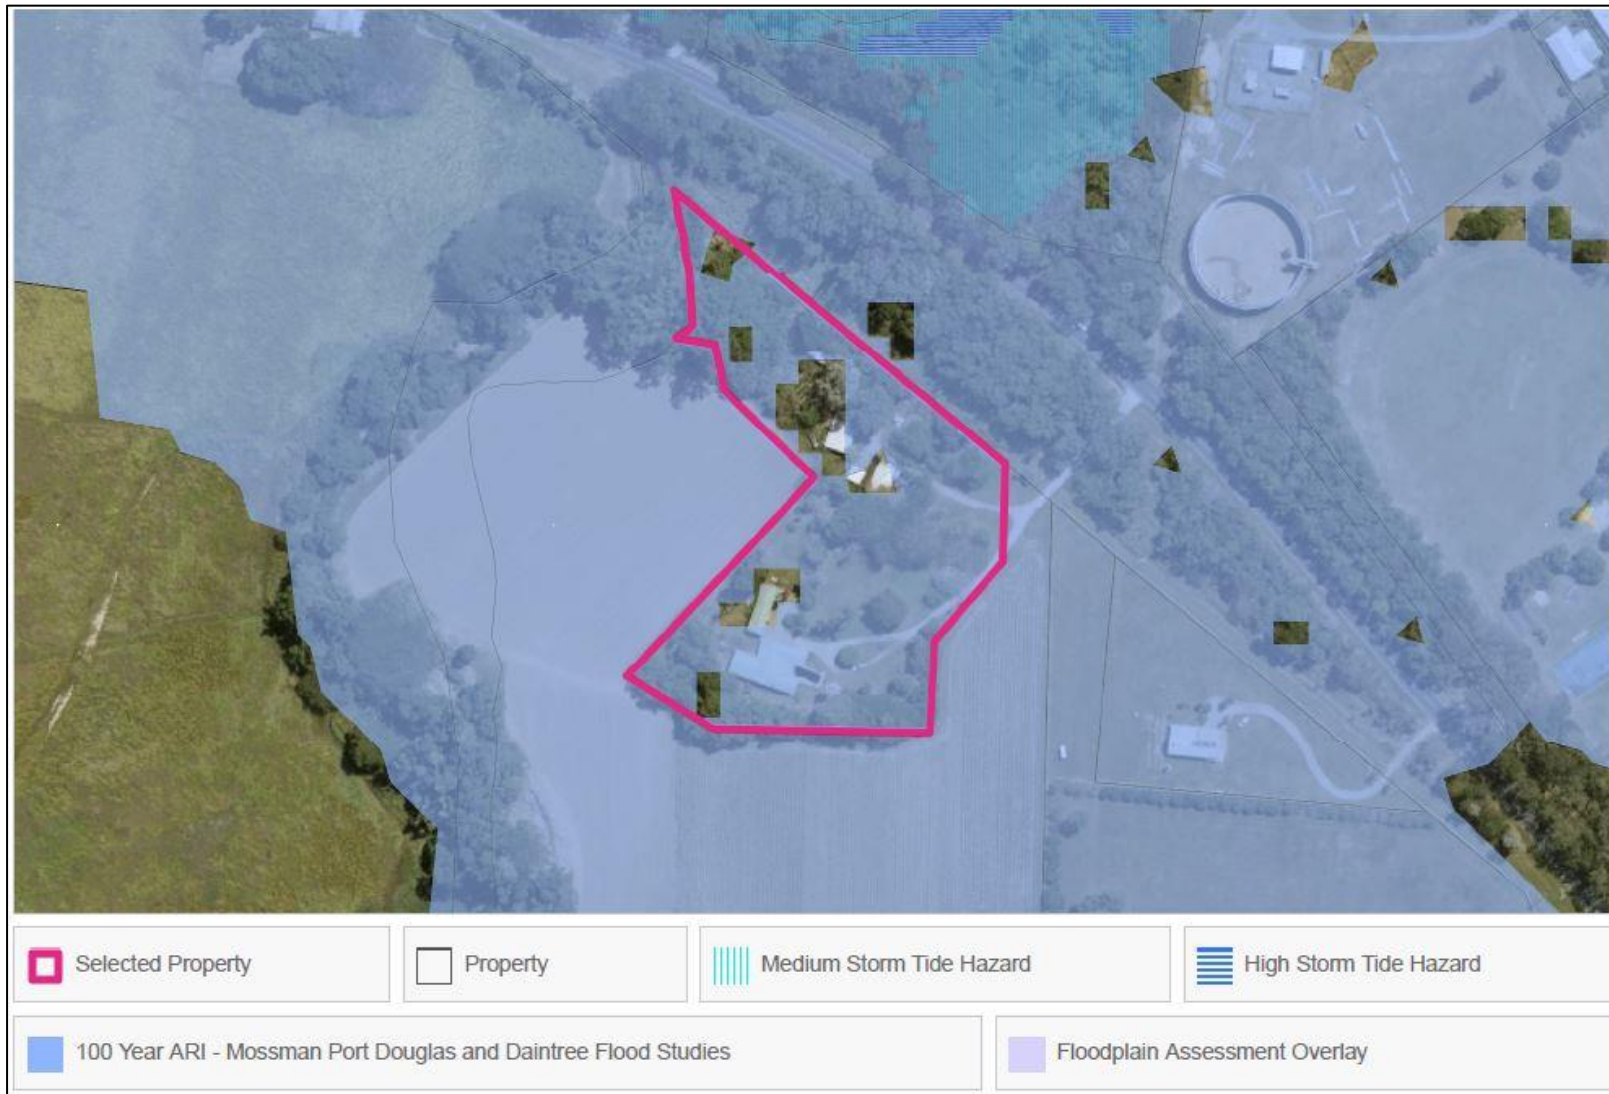 Selected Property
Property
Medium Storm Tide Hazard
High Storm Tide Hazard
100 Year ARI - Mossman Port Douglas and Daintree Flood Studies
Floodplain Assessment Overlay